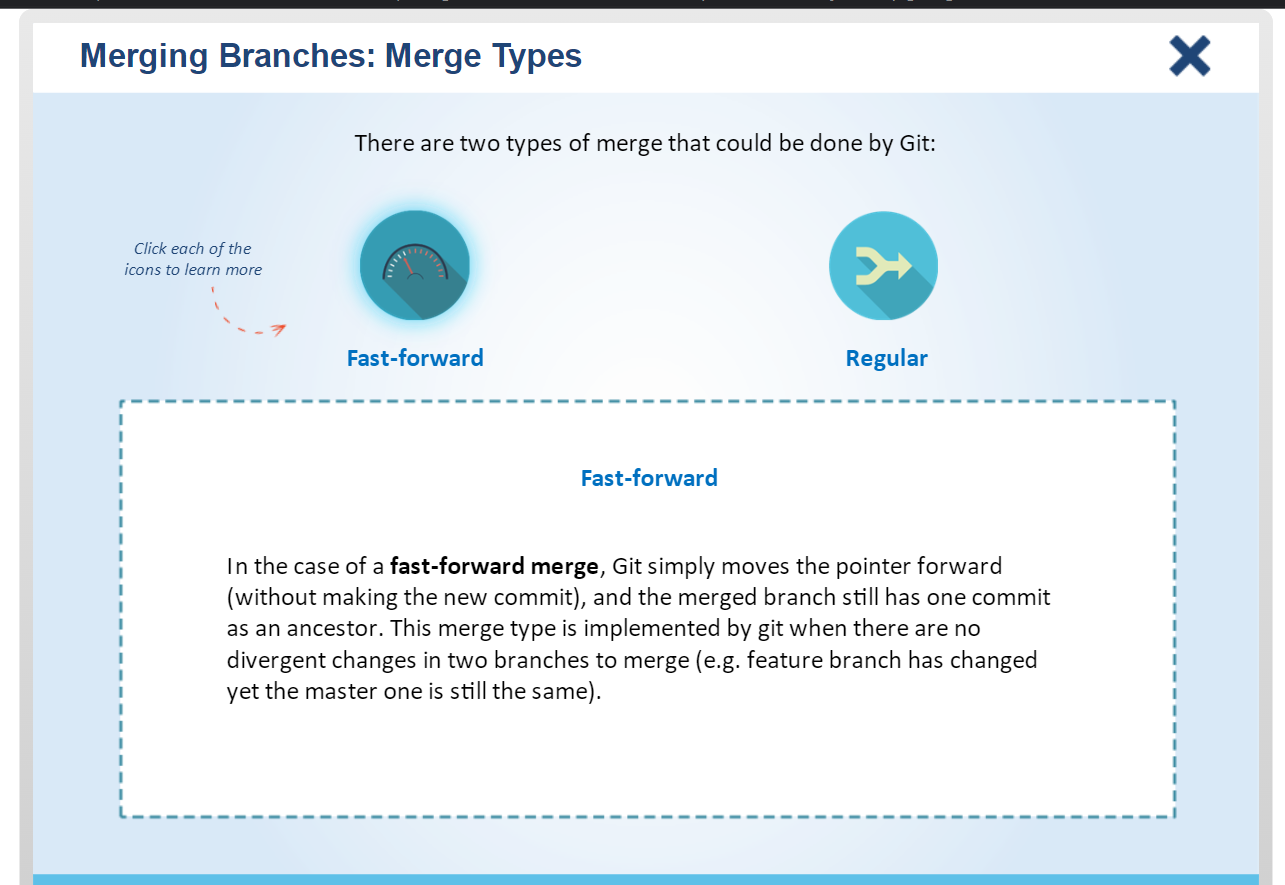 Merging Branches: Merge Types
There are two types of merge that could be done by Git:
Click each of the
icons to learn more
Fast-forward
Regular
Fast-forward
In the case of a fast-forward merge, Git simply moves the pointer forward
(without making the new commit), and the merged branch still has one commit
as an ancestor. This merge type is implemented by git when there are no
divergent changes in two branches to merge (e.g. feature branch has changed
yet the master one is still the same).